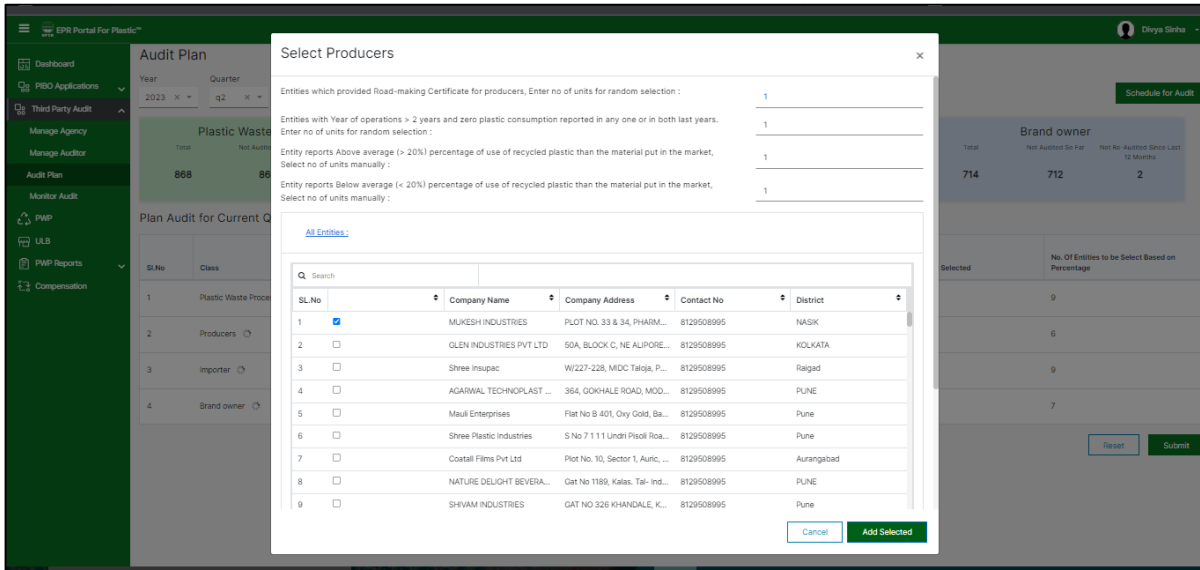 EPR Portal For Plastic™
Divya Sinha
Dashboard
PIBO Applications
Third Party Audit
Manage Agency
Manage Auditor
Audit Plan
Monitor Audit
PWP
ULB
PWP Reports
Compensation
Audit Plan
Year Quarter
2023 × q2 ×
Schedule for Audit
Plastic Waste
Total
868 86
Brand owner
Total Not Audited So Far Not Re-Audited Since Last 12 Months
714 712 2
Plan Audit for Current Q
Sl.No Class Selected No. Of Entities to be Select Based on Percentage
1 Plastic Waste Proce 9
2 Producers 6
3 Importer 9
4 Brand owner 7
Reset Submit
Select Producers ×
Entities which provided Road-making Certificate for producers, Enter no of units for random selection : 1
Entities with Year of operations > 2 years and zero plastic consumption reported in any one or in both last years.
Enter no of units for random selection : 1
Entity reports Above average (> 20%) percentage of use of recycled plastic than the material put in the market,
Select no of units manually : 1
Entity reports Below average (< 20%) percentage of use of recycled plastic than the material put in the market,
Select no of units manually : 1
All Entities :
Search
SL.No Company Name Company Address Contact No District
1 MUKESH INDUSTRIES PLOT NO. 33 & 34, PHARM... 8129508995 NASIK
2 GLEN INDUSTRIES PVT LTD 50A, BLOCK C, NE ALIPORE... 8129508995 KOLKATA
3 Shree Insupac W/227-228, MIDC Taloja, P... 8129508995 Raigad
4 AGARWAL TECHNOPLAST ... 364, GOKHALE ROAD, MOD... 8129508995 PUNE
5 Mauli Enterprises Flat No B 401, Oxy Gold, Ba... 8129508995 Pune
6 Shree Plastic Industries S No 7 1 1 1 Undri Pisoli Roa... 8129508995 Pune
7 Coatall Films Pvt Ltd Plot No. 10, Sector 1, Auric, ... 8129508995 Aurangabad
8 NATURE DELIGHT BEVERA... Gat No 1189, Kalas. Tal- Ind... 8129508995 PUNE
9 SHIVAM INDUSTRIES GAT NO 326 KHANDALE, K... 8129508995 Pune
Cancel Add Selected